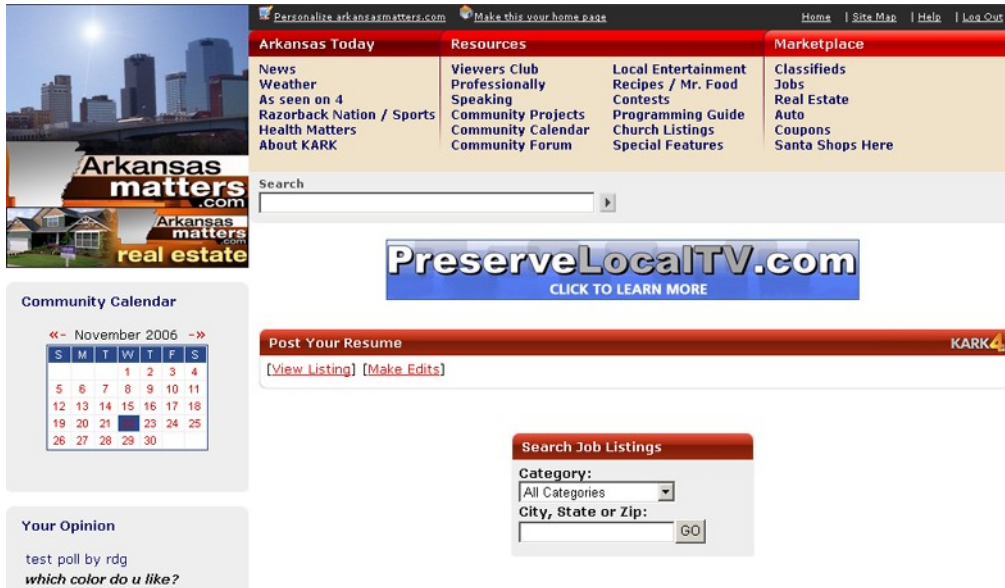 Personalize arkansasmatters.com Make this your home page Home | Site Map | Help | Log Out
Arkansas Today Resources Marketplace
News
Weather
As seen on 4
Razorback Nation / Sports
Health Matters
About KARK
Viewers Club
Professionally
Speaking
Community Projects
Community Calendar
Community Forum
Local Entertainment
Recipes / Mr. Food
Contests
Programming Guide
Church Listings
Special Features
Classifieds
Jobs
Real Estate
Auto
Coupons
Santa Shops Here
Arkansas
matters
.com
Arkansas
matters
.com
real estate
Search
PreserveLocalTV.com
CLICK TO LEARN MORE
Community Calendar
«- November 2006 -»
S M T W T F S
1 2 3 4
5 6 7 8 9 10 11
12 13 14 15 16 17 18
19 20 21 22 23 24 25
26 27 28 29 30
Post Your Resume KARK4
[View Listing] [Make Edits]
Search Job Listings
Category:
All Categories
City, State or Zip:
GO
Your Opinion
test poll by rdg
which color do u like?